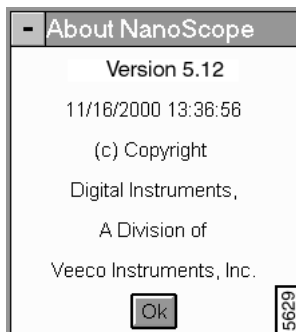 About NanoScope
Version 5.12
11/16/2000 13:36:56
(c) Copyright
Digital Instruments,
A Division of
Veeco Instruments, Inc.
Ok
5629